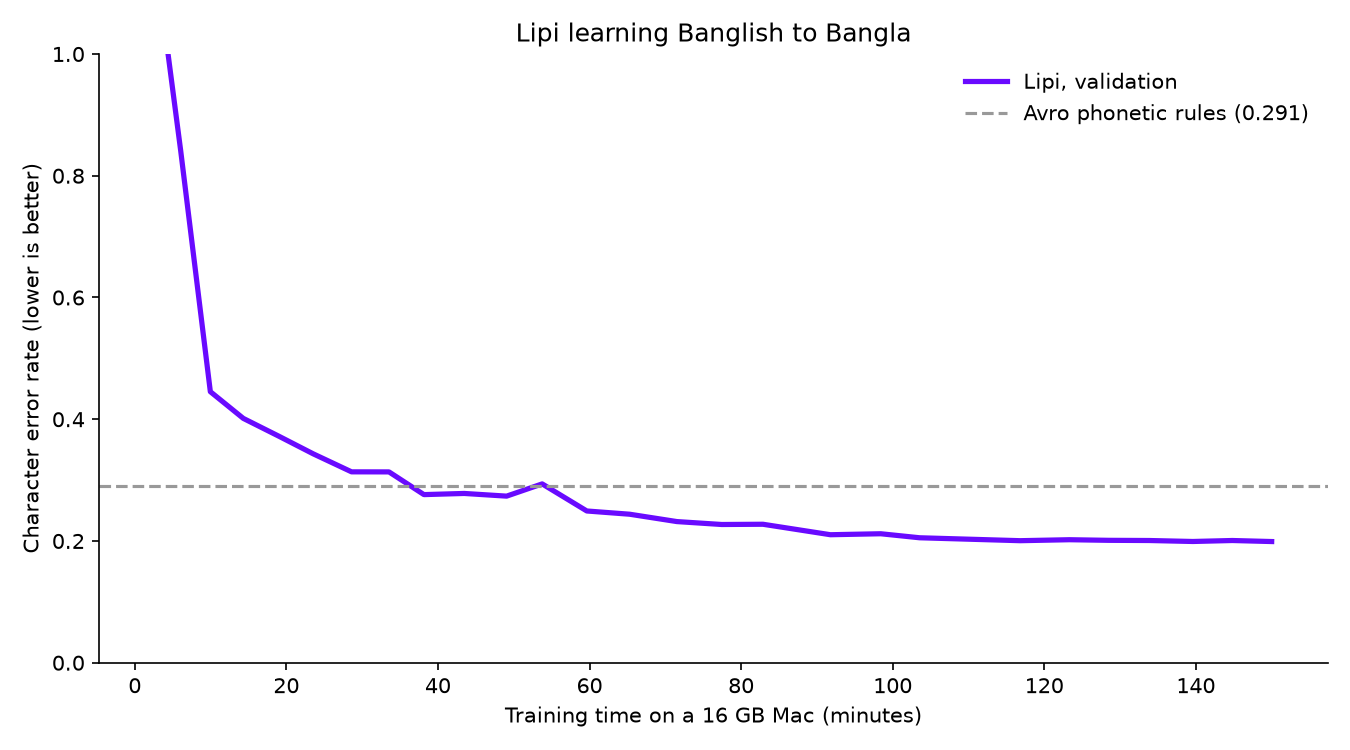 Lipi learning Banglish to Bangla
Lipi, validation
Avro phonetic rules (0.291)
Character error rate (lower is better)
1.0
0.8
0.6
0.4
0.2
0.0
0 20 40 60 80 100 120 140
Training time on a 16 GB Mac (minutes)